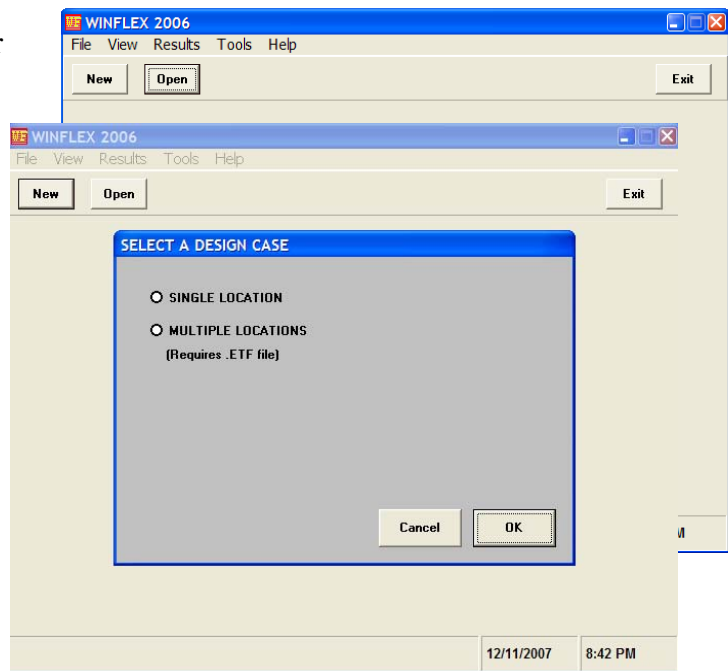 WINFLEX 2006
File View Results Tools Help
New Open Exit
WINFLEX 2006
File View Results Tools Help
New Open Exit
SELECT A DESIGN CASE
SINGLE LOCATION
MULTIPLE LOCATIONS
(Requires .ETF file)
Cancel OK
12/11/2007 8:42 PM